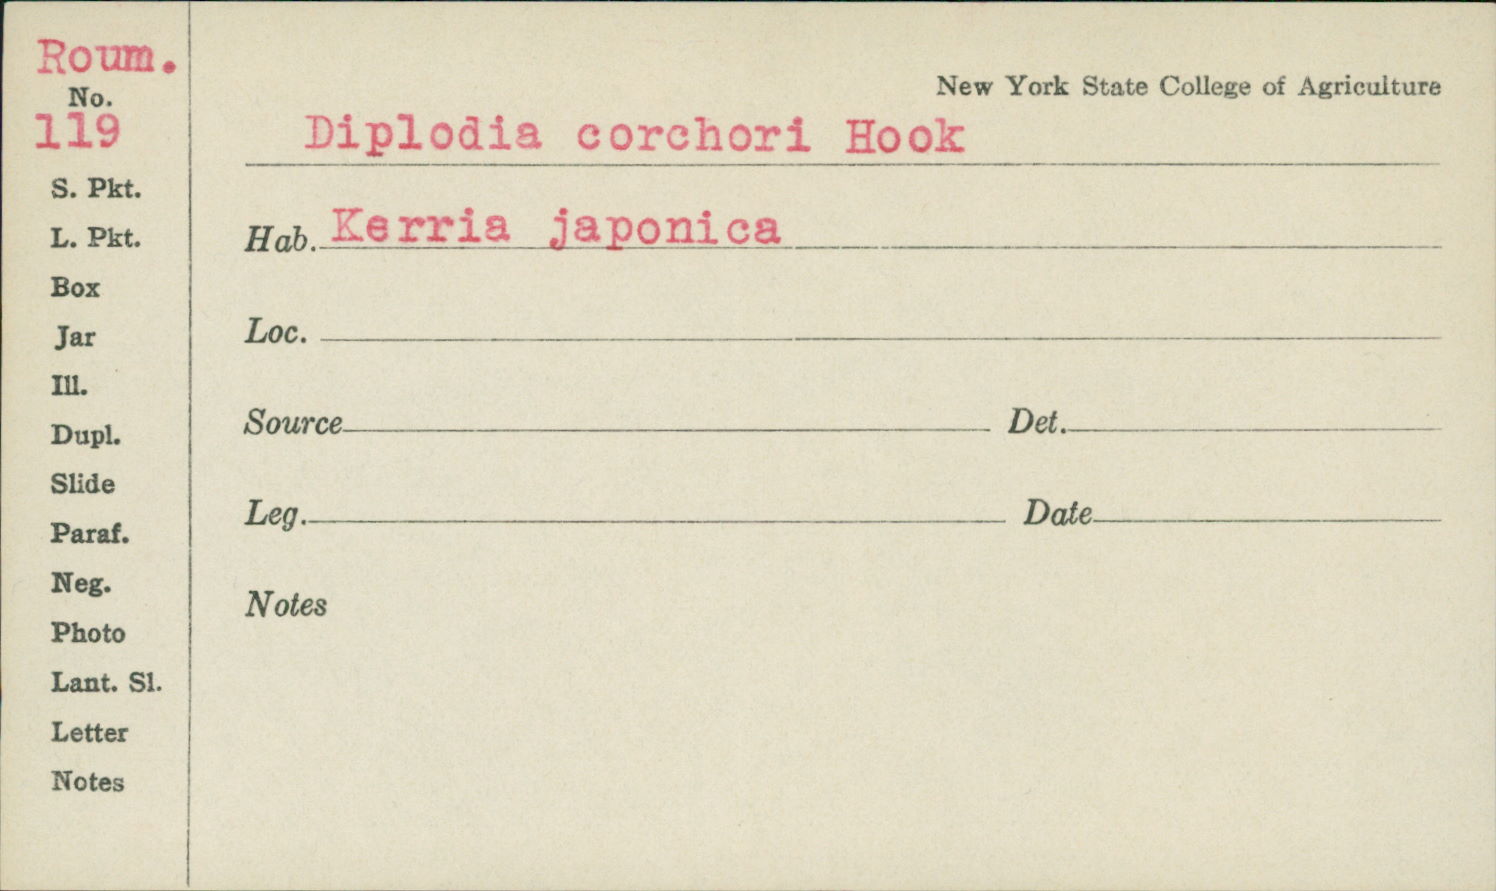 Roum.
No.
119
S. Pkt.
L. Pkt.
Box
Jar
Ill.
Dupl.
Slide
Paraf.
Neg.
Photo
Lant. Sl.
Letter
Notes
New York State College of Agriculture
Diplodia corchori Hook
Hab. Kerria japonica
Loc.
Source Det.
Leg. Date
Notes